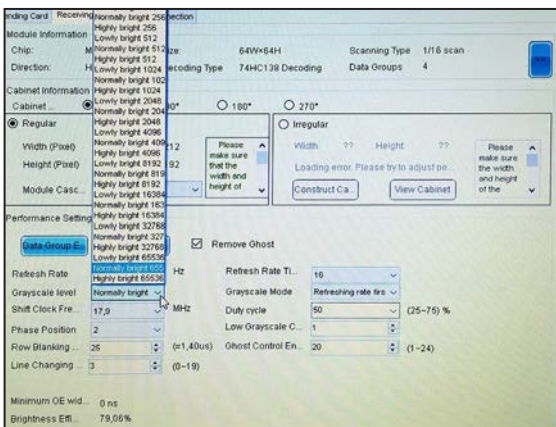 ending Card Receiving nection
Module Information
Chip: M ize: 64W×64H Scanning Type 1/16 scan
Direction: H ecoding Type 74HC138 Decoding Data Groups 4
Cabinet Information
Cabinet ... 0° 180° 270°
Regular Irregular
Width (Pixel) 12 Width ?? Height ??
Height (Pixel) 92 Loading error. Please try to adjust pe...
Module Casc...
Please make sure that the width and height of
Construct Ca... View Cabinet
Please make sure the width and height of the
Normally bright 256
Highly bright 256
Lowly bright 512
Normally bright 512
Highly bright 512
Lowly bright 1024
Normally bright 102
Highly bright 1024
Lowly bright 2048
Normally bright 204
Highly bright 2048
Lowly bright 4096
Normally bright 409
Highly bright 4096
Lowly bright 8192
Normally bright 819
Highly bright 8192
Lowly bright 16384
Normally bright 163
Highly bright 16384
Lowly bright 32768
Normally bright 327
Highly bright 32768
Lowly bright 65536
Normally bright 655
Highly bright 65536
Performance Setting
Data Group E... Remove Ghost
Refresh Rate Hz Refresh Rate Ti... 16
Grayscale level Normally bright Grayscale Mode Refreshing rate firs
Shift Clock Fre... 17,9 MHz Duty cycle 50 (25~75) %
Phase Position 2 Low Grayscale C... 1
Row Blanking ... 25 (=1,40us) Ghost Control En... 20 (1~24)
Line Changing ... 3 (0~19)
Minimum OE wid... 0 ns
Brightness Effi... 79,06%